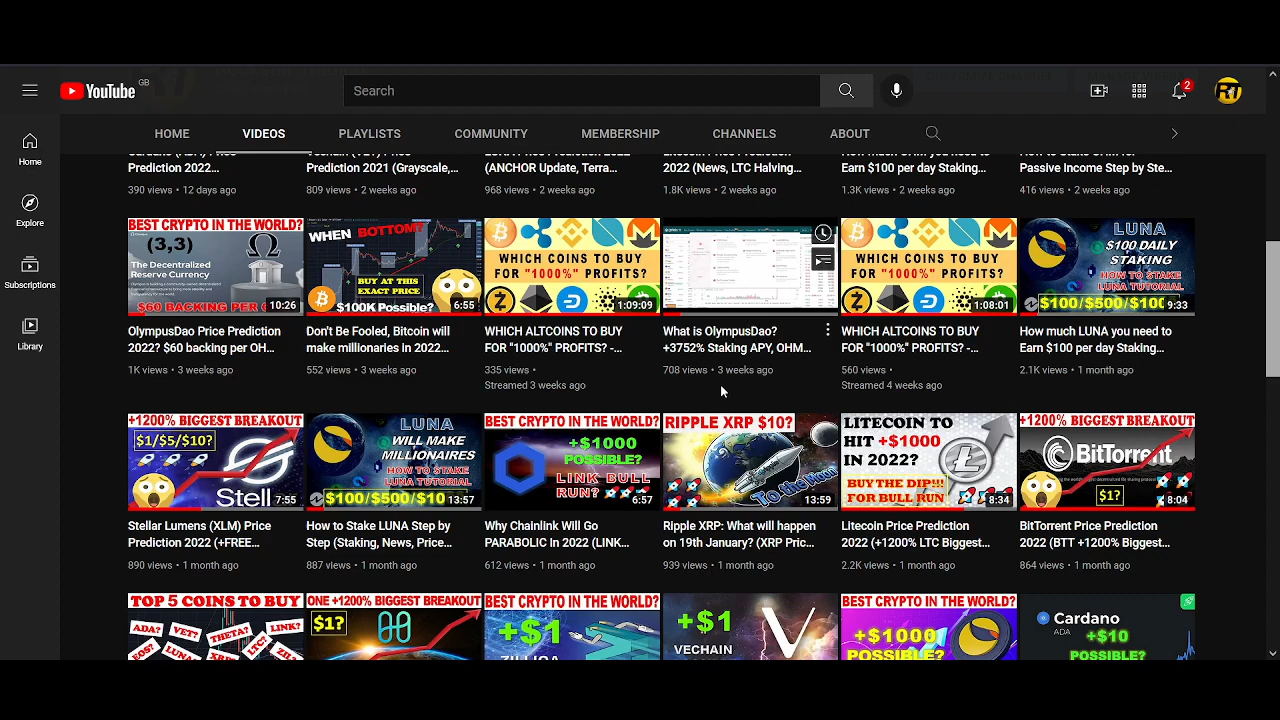 YouTube GB
Search
2
HOME VIDEOS PLAYLISTS COMMUNITY MEMBERSHIP CHANNELS ABOUT
Home
Explore
Subscriptions
Library
Prediction 2022...
390 views • 12 days ago
Prediction 2021 (Grayscale,...
809 views • 2 weeks ago
(ANCHOR Update, Terra...
968 views • 2 weeks ago
2022 (News, LTC Halving...
1.8K views • 2 weeks ago
Earn $100 per day Staking...
1.3K views • 2 weeks ago
Passive Income Step by Ste...
416 views • 2 weeks ago
BEST CRYPTO IN THE WORLD?
(3,3)
The Decentralized
Reserve Currency
$60 BACKING PER
10:26
OlympusDao Price Prediction
2022? $60 backing per OH...
1K views • 3 weeks ago
WHEN BOTTOM?
BUY AT THIS
EXACT PRICE
$100K Possible?
6:55
Don't Be Fooled, Bitcoin will
make millionaires in 2022...
552 views • 3 weeks ago
WHICH COINS TO BUY
FOR "1000%" PROFITS?
1:09:09
WHICH ALTCOINS TO BUY
FOR "1000%" PROFITS? -...
335 views •
Streamed 3 weeks ago
What is OlympusDao?
+3752% Staking APY, OHM...
708 views • 3 weeks ago
WHICH COINS TO BUY
FOR "1000%" PROFITS?
1:08:01
WHICH ALTCOINS TO BUY
FOR "1000%" PROFITS? -...
560 views •
Streamed 4 weeks ago
LUNA
$100 DAILY
STAKING
HOW TO STAKE
LUNA TUTORIAL
$100/$500/$100
9:33
How much LUNA you need to
Earn $100 per day Staking...
2.1K views • 1 month ago
+1200% BIGGEST BREAKOUT
$1/$5/$10?
Stell
7:55
Stellar Lumens (XLM) Price
Prediction 2022 (+FREE...
890 views • 1 month ago
LUNA
WILL MAKE
MILLIONAIRES
HOW TO STAKE
LUNA TUTORIAL
$100/$500/$10
13:57
How to Stake LUNA Step by
Step (Staking, News, Price...
887 views • 1 month ago
BEST CRYPTO IN THE WORLD?
+$1000
POSSIBLE?
LINK BULL
RUN?
6:57
Why Chainlink Will Go
PARABOLIC In 2022 (LINK...
612 views • 1 month ago
RIPPLE XRP $10?
To the
13:59
Ripple XRP: What will happen
on 19th January? (XRP Pric...
939 views • 1 month ago
LITECOIN TO
HIT +$1000
IN 2022?
BUY THE DIP!!!
FOR BULL RUN
8:34
Litecoin Price Prediction
2022 (+1200% LTC Biggest...
2.2K views • 1 month ago
+1200% BIGGEST BREAKOUT
BitTorrent
$1?
8:04
BitTorrent Price Prediction
2022 (BTT +1200% Biggest...
864 views • 1 month ago
TOP 5 COINS TO BUY
ADA? VET? THETA? LINK?
EOS? LUNA XRP LTC? ZIL
ONE +1200% BIGGEST BREAKOUT
$1?
BEST CRYPTO IN THE WORLD?
+$1
ZILLIQA
+$1
VECHAIN
BEST CRYPTO IN THE WORLD?
+$1000
POSSIBLE?
Cardano
ADA
+$10
POSSIBLE?